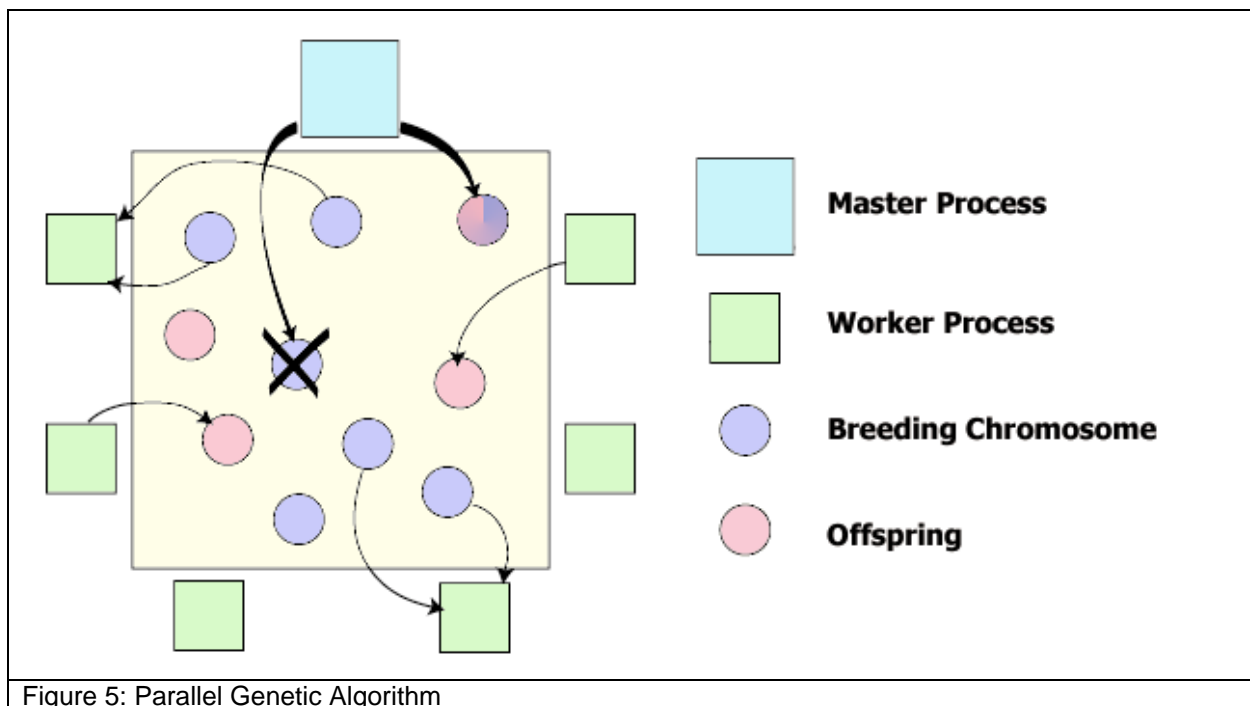 Master Process
Worker Process
Breeding Chromosome
Offspring
Figure 5: Parallel Genetic Algorithm